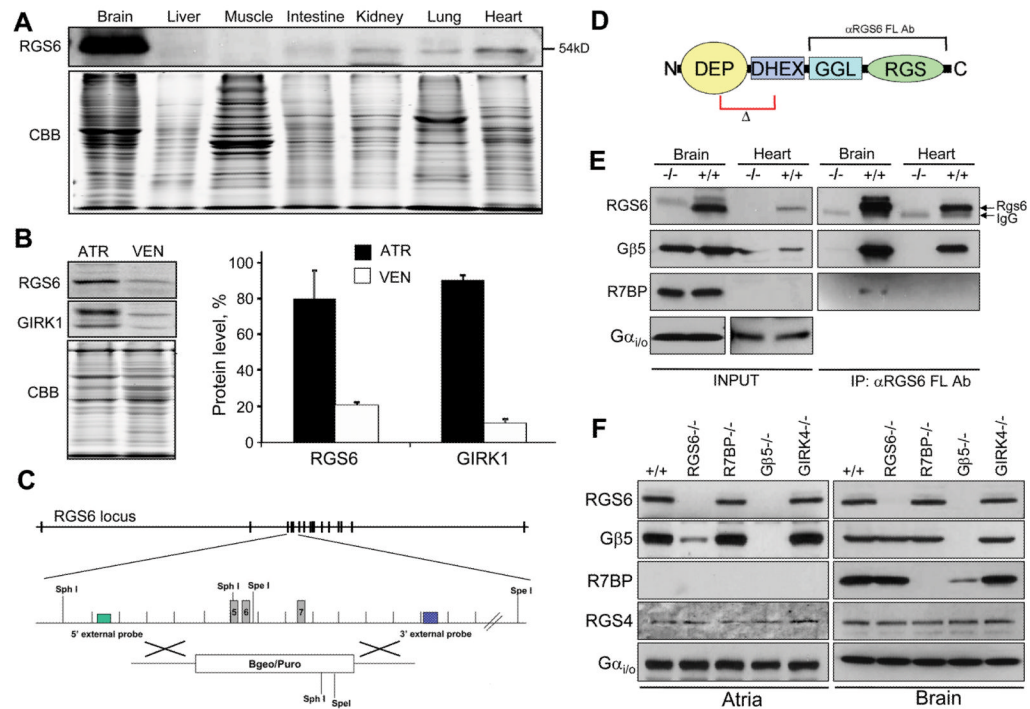 A
Brain Liver Muscle Intestine Kidney Lung Heart
RGS6
54kD
CBB
B
ATR VEN
RGS6
GIRK1
CBB
Protein level, %
100
80
60
40
20
0
ATR
VEN
RGS6 GIRK1
C
RGS6 locus
Sph I
Sph I
Spe I
Spe I
5 6 7
5' external probe
3' external probe
Bgeo/Puro
Sph I
SpeI
D
αRGS6 FL Ab
N DEP DHEX GGL RGS C
Δ
E
Brain Heart Brain Heart
-/- +/+ -/- +/+ -/- +/+ -/- +/+
RGS6
Rgs6
IgG
Gβ5
R7BP
Gαi/o
INPUT IP: αRGS6 FL Ab
F
+/+ RGS6-/- R7BP-/- Gβ5-/- GIRK4-/- +/+ RGS6-/- R7BP-/- Gβ5-/- GIRK4-/-
RGS6
Gβ5
R7BP
RGS4
Gαi/o
Atria Brain